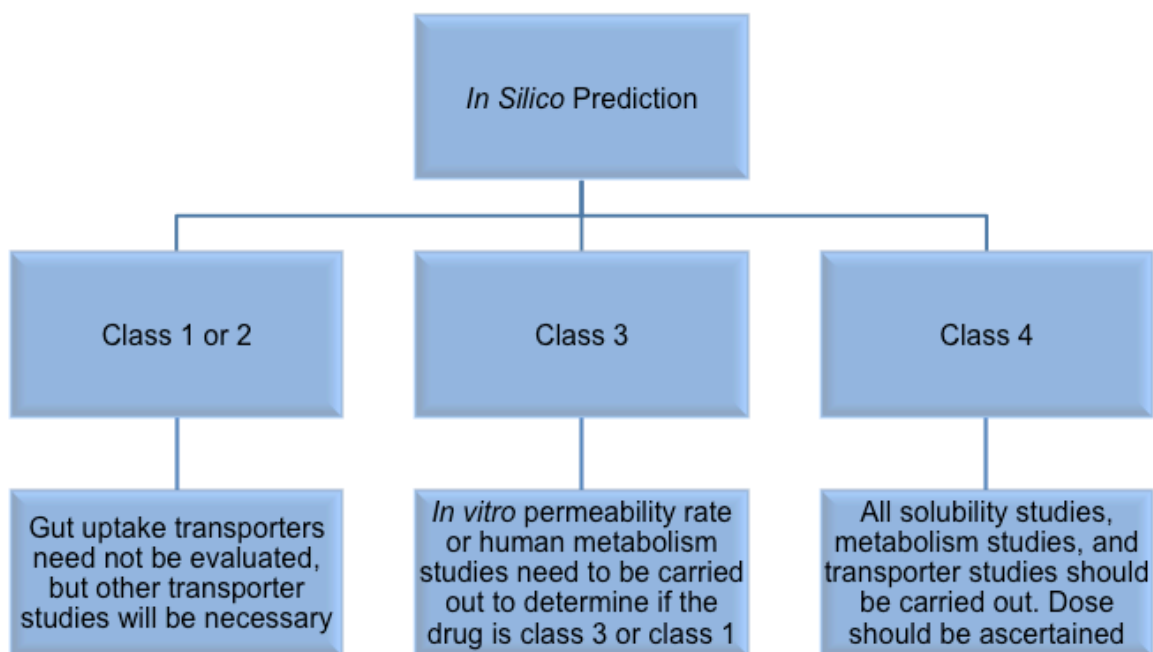 In Silico Prediction
Class 1 or 2
Class 3
Class 4
Gut uptake transporters
need not be evaluated,
but other transporter
studies will be necessary
In vitro permeability rate
or human metabolism
studies need to be carried
out to determine if the
drug is class 3 or class 1
All solubility studies,
metabolism studies, and
transporter studies should
be carried out. Dose
should be ascertained